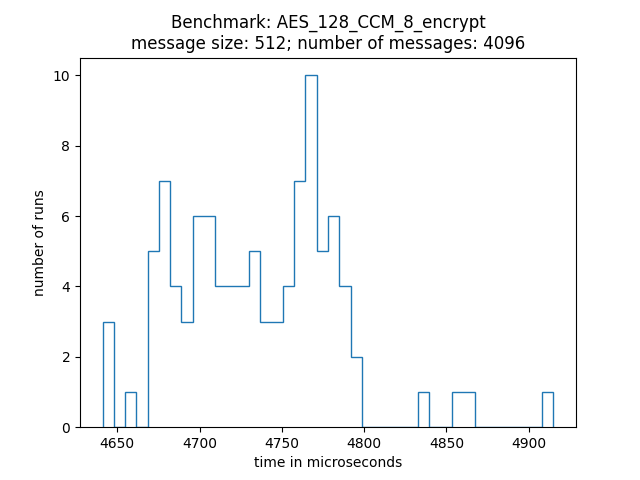 Benchmark: AES_128_CCM_8_encrypt
message size: 512; number of messages: 4096
number of runs
10
8
6
4
2
0
4650 4700 4750 4800 4850 4900
time in microseconds